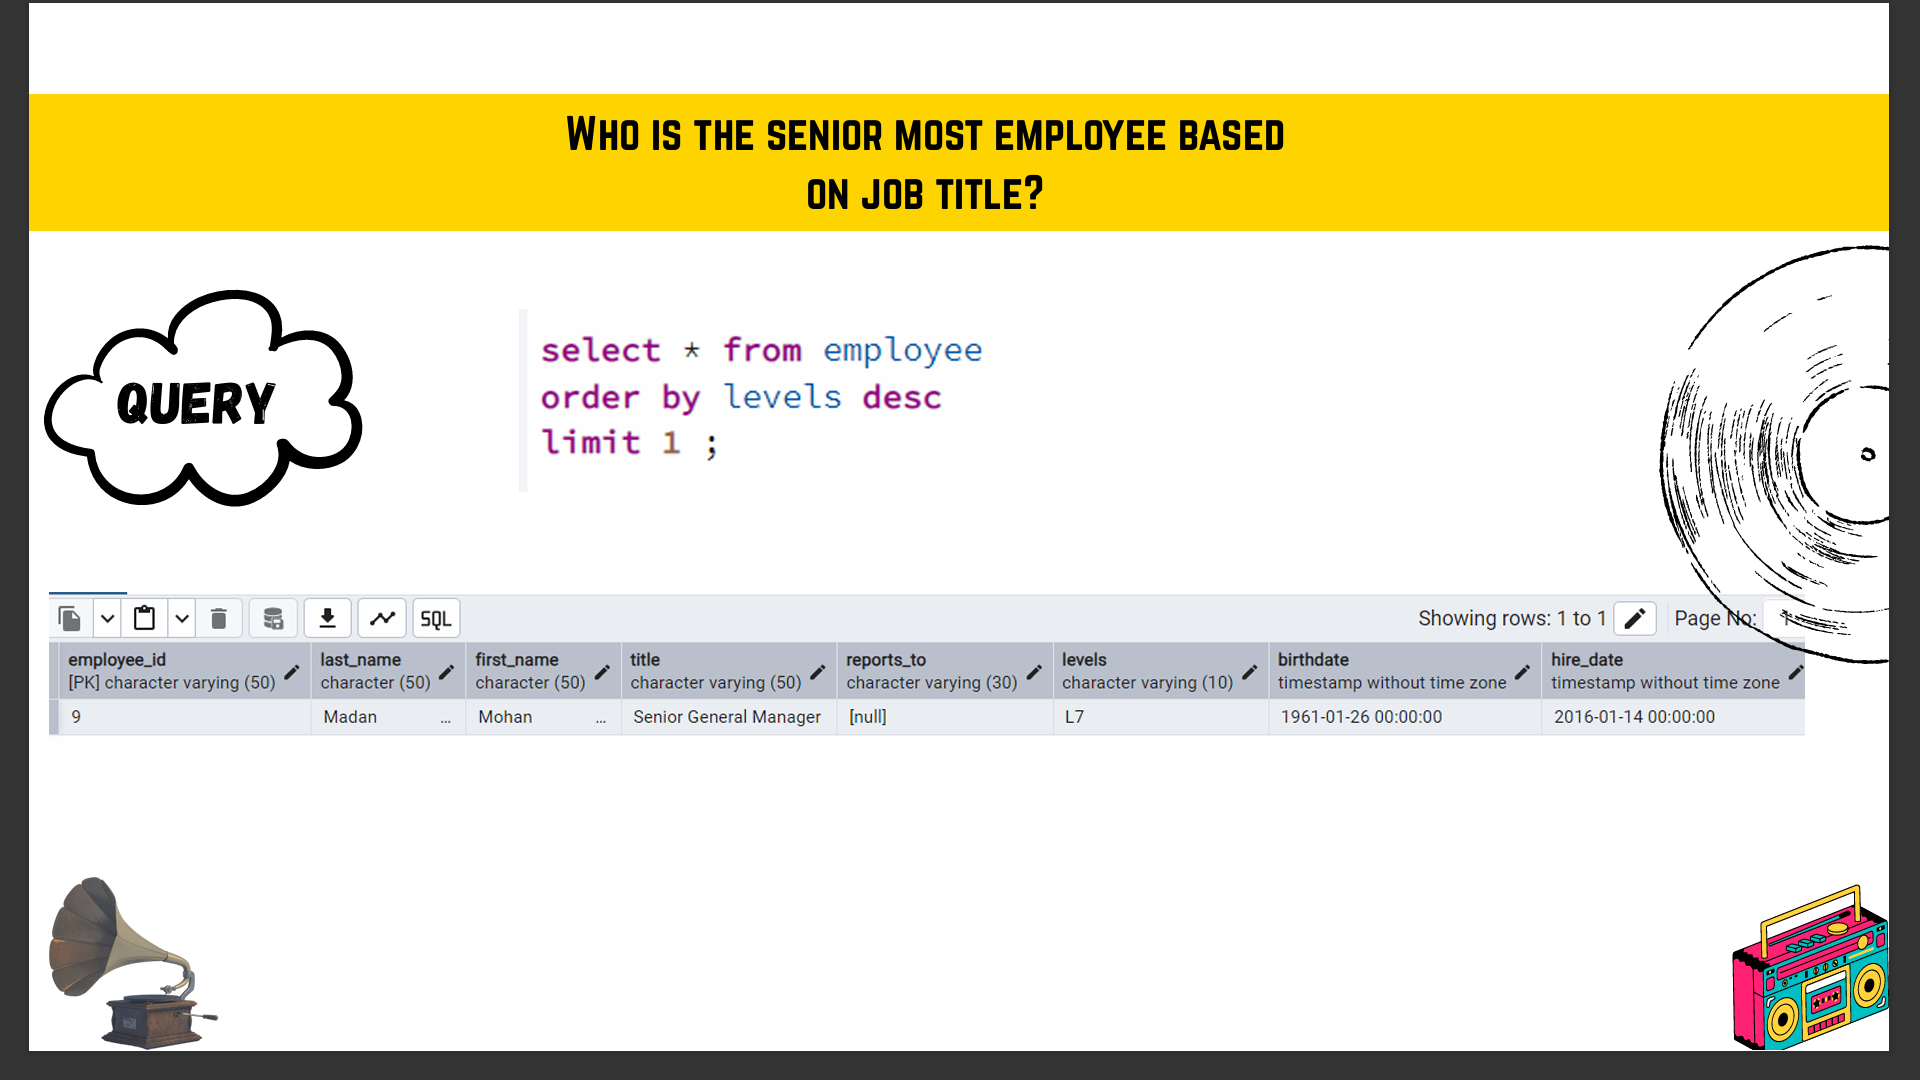 Who is the senior most employee based
on job title?
QUERY
select * from employee
order by levels desc
limit 1 ;
SQL
Showing rows: 1 to 1 Page No: 1
employee_id last_name first_name title reports_to levels birthdate hire_date
[PK] character varying (50) character (50) character (50) character varying (50) character varying (30) character varying (10) timestamp without time zone timestamp without time zone
9 Madan ... Mohan ... Senior General Manager [null] L7 1961-01-26 00:00:00 2016-01-14 00:00:00